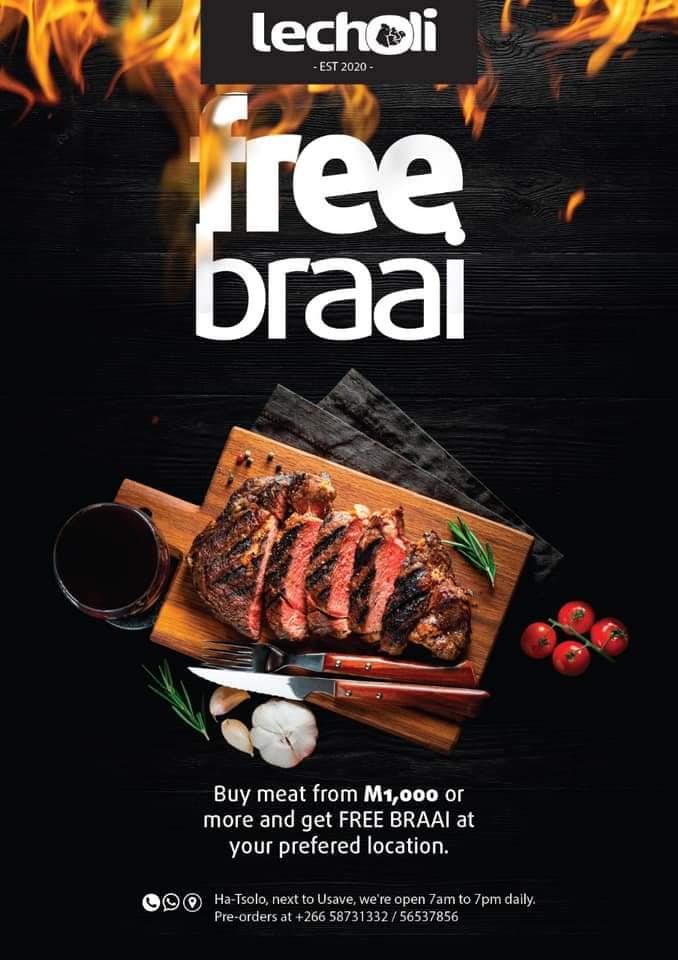 lecholi
- EST 2020 -
free
braai
Buy meat from M1,000 or
more and get FREE BRAAI at
your prefered location.
Ha-Tsolo, next to Usave, we're open 7am to 7pm daily.
Pre-orders at +266 58731332 / 56537856